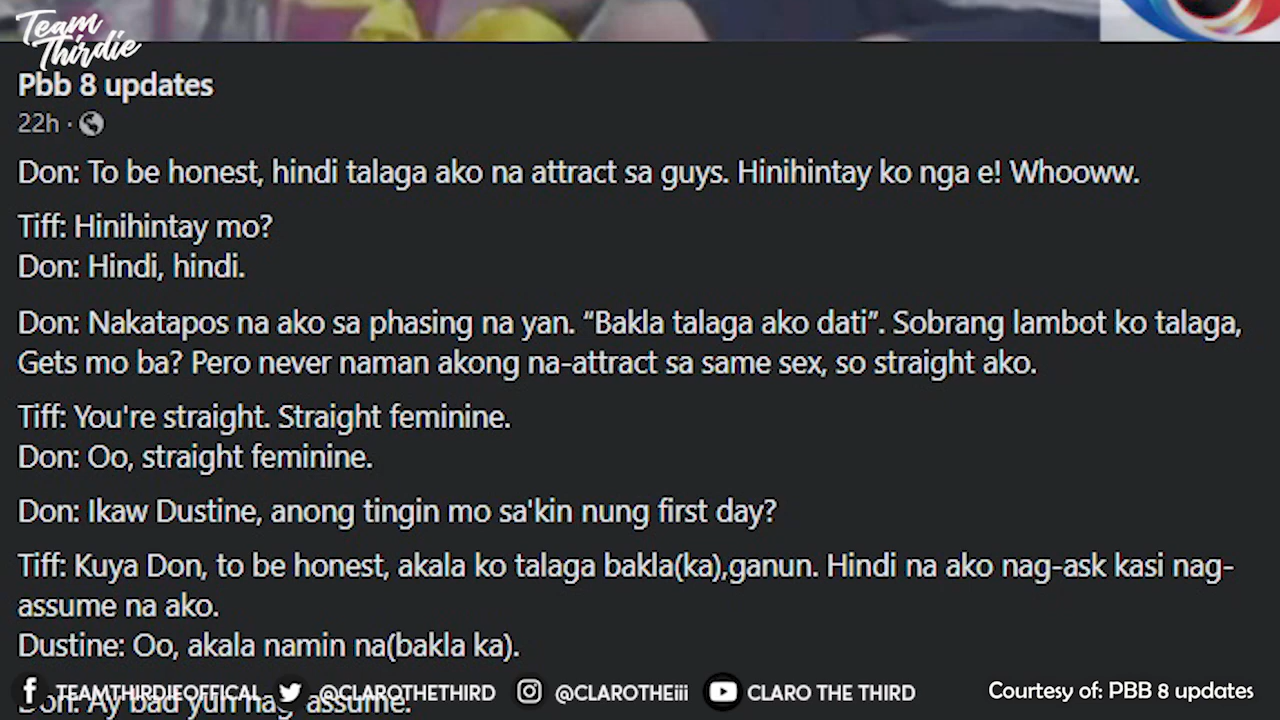 Team
Thirdie
Pbb 8 updates
22h ·
Don: To be honest, hindi talaga ako na attract sa guys. Hinihintay ko nga e! Whooww.
Tiff: Hinihintay mo?
Don: Hindi, hindi.
Don: Nakatapos na ako sa phasing na yan. “Bakla talaga ako dati”. Sobrang lambot ko talaga,
Gets mo ba? Pero never naman akong na-attract sa same sex, so straight ako.
Tiff: You're straight. Straight feminine.
Don: Oo, straight feminine.
Don: Ikaw Dustine, anong tingin mo sa'kin nung first day?
Tiff: Kuya Don, to be honest, akala ko talaga bakla(ka),ganun. Hindi na ako nag-ask kasi nag-
assume na ako.
Dustine: Oo, akala namin na(bakla ka).
Don: Ay bad yun nag- assume.
TEAMTHIRDIEOFFICAL @CLAROTHETHIRD @CLAROTHEiii CLARO THE THIRD Courtesy of: PBB 8 updates